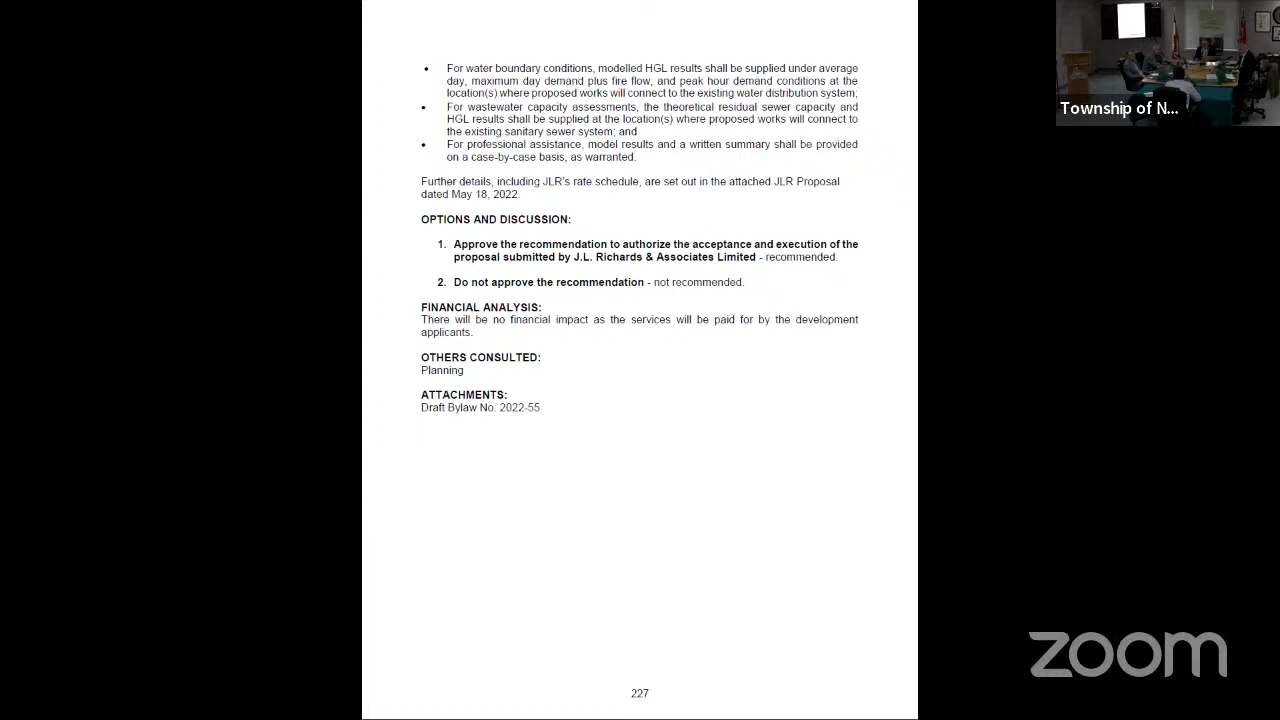 • For water boundary conditions, modelled HGL results shall be supplied under average
day, maximum day demand plus fire flow, and peak hour demand conditions at the
location(s) where proposed works will connect to the existing water distribution system;
• For wastewater capacity assessments, the theoretical residual sewer capacity and
HGL results shall be supplied at the location(s) where proposed works will connect to
the existing sanitary sewer system; and
• For professional assistance, model results and a written summary shall be provided
on a case-by-case basis, as warranted.
Further details, including JLR's rate schedule, are set out in the attached JLR Proposal
dated May 18, 2022.
OPTIONS AND DISCUSSION:
1. Approve the recommendation to authorize the acceptance and execution of the
proposal submitted by J.L. Richards & Associates Limited - recommended.
2. Do not approve the recommendation - not recommended.
FINANCIAL ANALYSIS:
There will be no financial impact as the services will be paid for by the development
applicants.
OTHERS CONSULTED:
Planning
ATTACHMENTS:
Draft Bylaw No. 2022-55
227
Township of N...
zoom